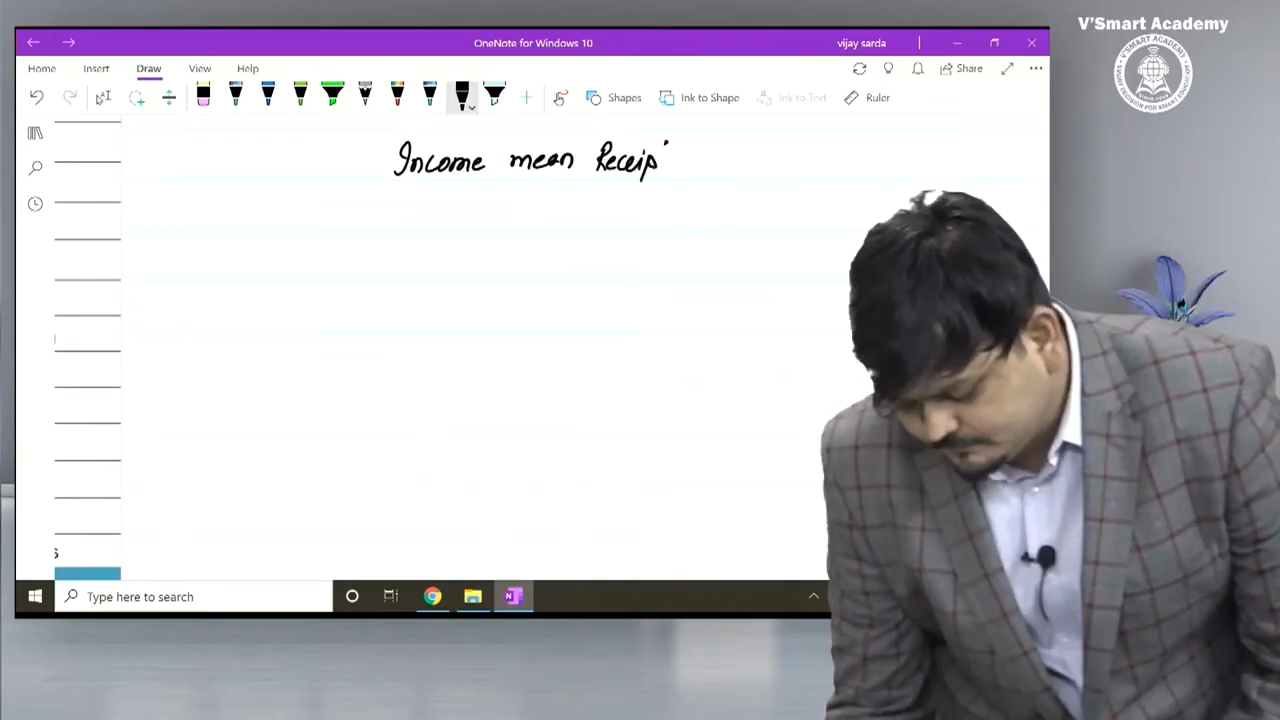 V'Smart Academy
OneNote for Windows 10
vijay sarda
Home Insert Draw View Help
Share
Shapes Ink to Shape Ink to Text Ruler
Income mean Receip
s
Type here to search